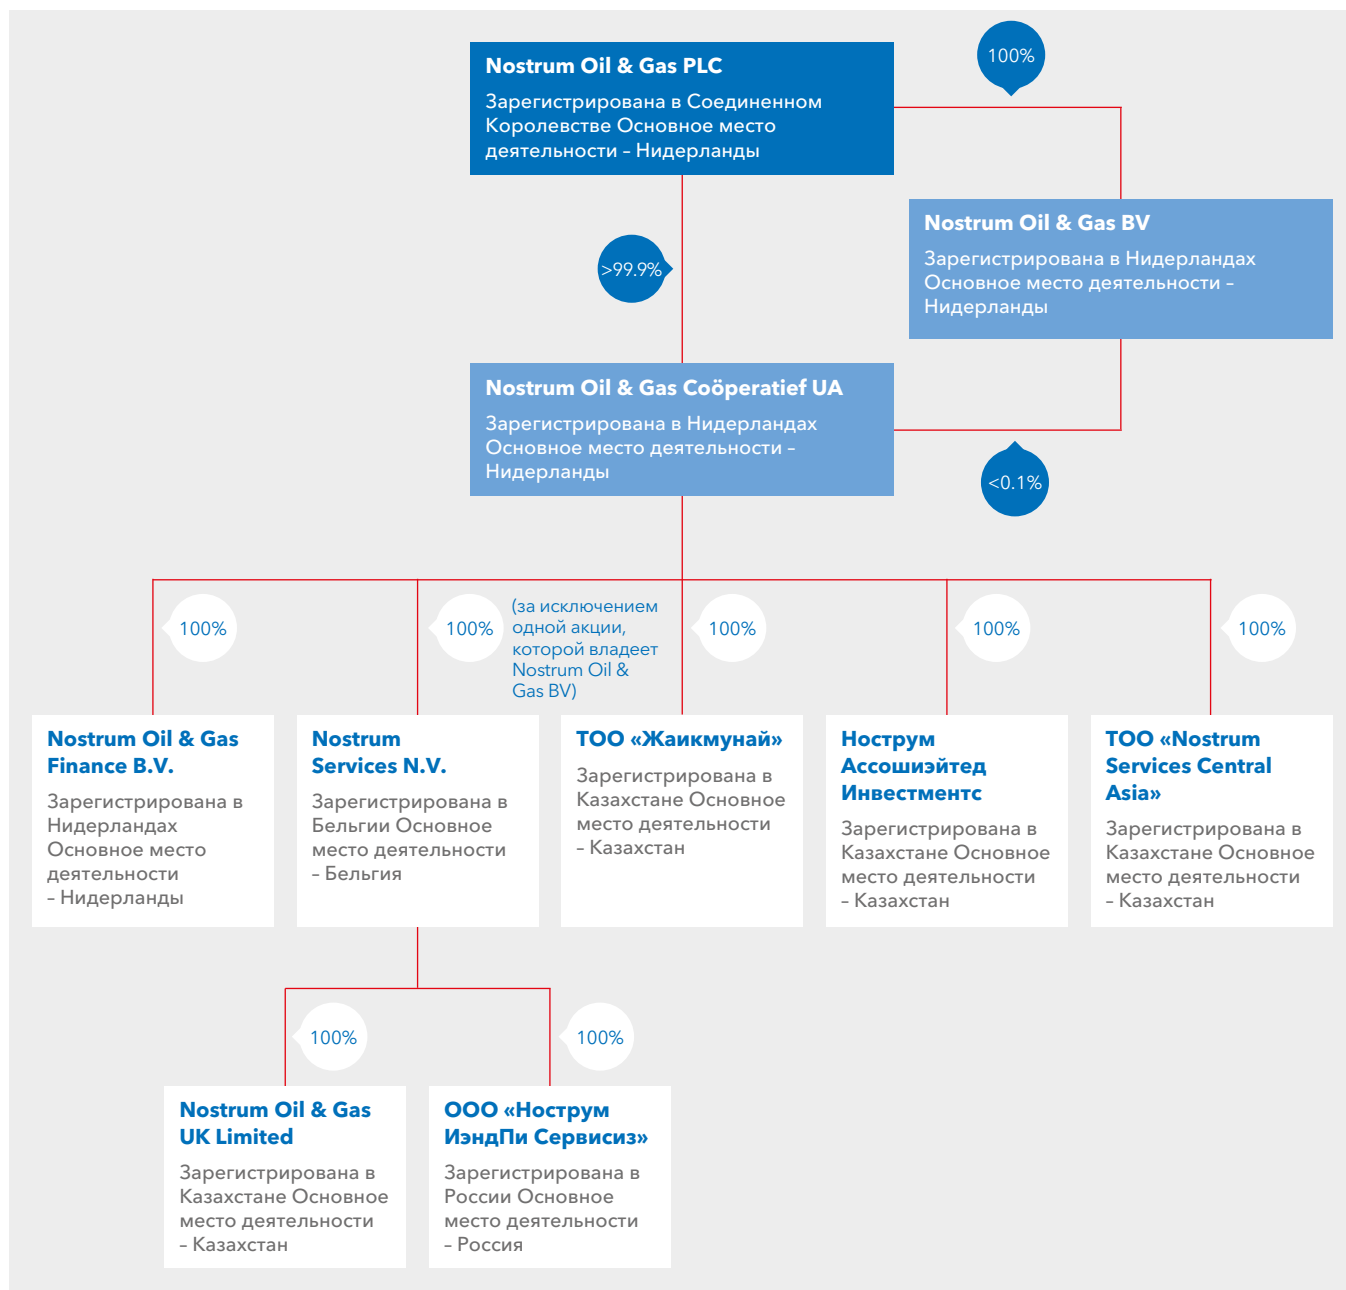 Nostrum Oil & Gas PLC
Зарегистрирована в Соединенном
Королевстве Основное место
деятельности – Нидерланды
100%
Nostrum Oil & Gas BV
Зарегистрирована в Нидерландах
Основное место деятельности –
Нидерланды
>99.9%
Nostrum Oil & Gas Coöperatief UA
Зарегистрирована в Нидерландах
Основное место деятельности –
Нидерланды
<0.1%
100%
100%
(за исключением
одной акции,
которой владеет
Nostrum Oil &
Gas BV)
100%
100%
100%
Nostrum Oil & Gas
Finance B.V.
Зарегистрирована в
Нидерландах
Основное место
деятельности
– Нидерланды
Nostrum
Services N.V.
Зарегистрирована в
Бельгии Основное
место деятельности
– Бельгия
ТОО «Жаикмунай»
Зарегистрирована в
Казахстане Основное
место деятельности
– Казахстан
Нострум
Ассошиэйтед
Инвестментс
Зарегистрирована в
Казахстане Основное
место деятельности
– Казахстан
ТОО «Nostrum
Services Central
Asia»
Зарегистрирована в
Казахстане Основное
место деятельности
– Казахстан
100%
100%
Nostrum Oil & Gas
UK Limited
Зарегистрирована в
Казахстане Основное
место деятельности
– Казахстан
ООО «Нострум
ИэндПи Сервисиз»
Зарегистрирована в
России Основное
место деятельности
– Россия